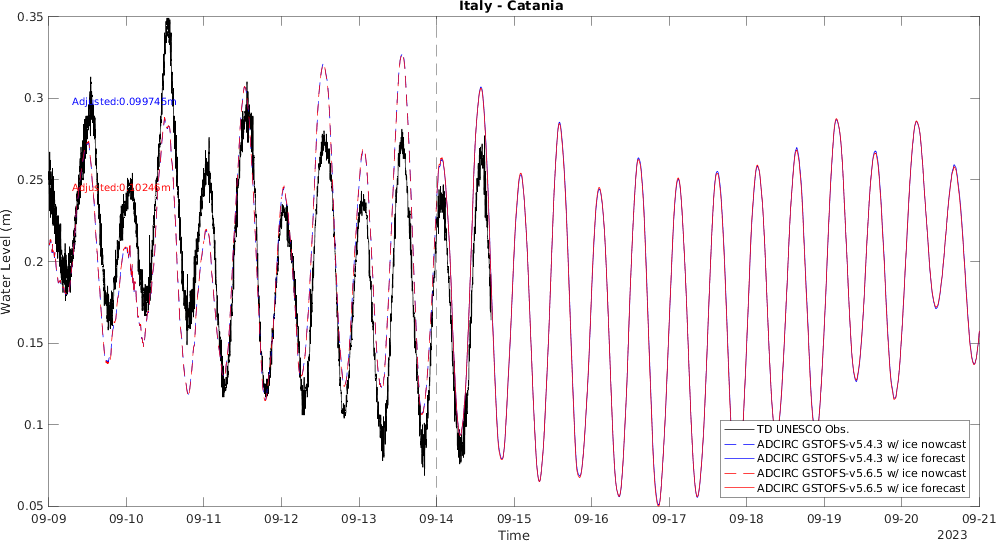 Italy - Catania
0.35
0.3
0.25
0.2
0.15
0.1
0.05
Water Level (m)
Adjusted:0.099746m
TD UNESCO Obs.
ADCIRC GSTOFS-v5.4.3 w/ ice nowcast
ADCIRC GSTOFS-v5.4.3 w/ ice forecast
ADCIRC GSTOFS-v5.6.5 w/ ice nowcast
ADCIRC GSTOFS-v5.6.5 w/ ice forecast
09-09 09-10 09-11 09-12 09-13 09-14 09-15 09-16 09-17 09-18 09-19 09-20 09-21
Time
2023